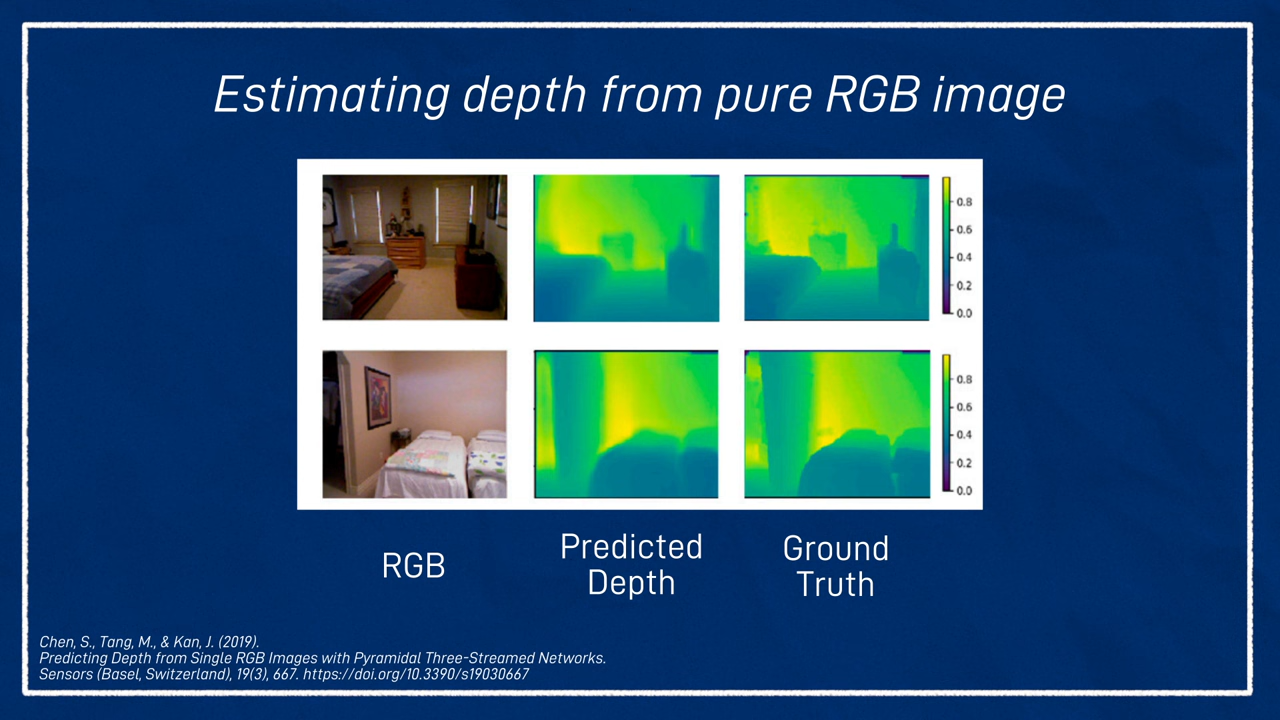 Estimating depth from pure RGB image
0.8
0.6
0.4
0.2
0.0
0.8
0.6
0.4
0.2
0.0
RGB
Predicted
Depth
Ground
Truth
Chen, S., Tang, M., & Kan, J. (2019).
Predicting Depth from Single RGB Images with Pyramidal Three-Streamed Networks.
Sensors (Basel, Switzerland), 19(3), 667. https://doi.org/10.3390/s19030667